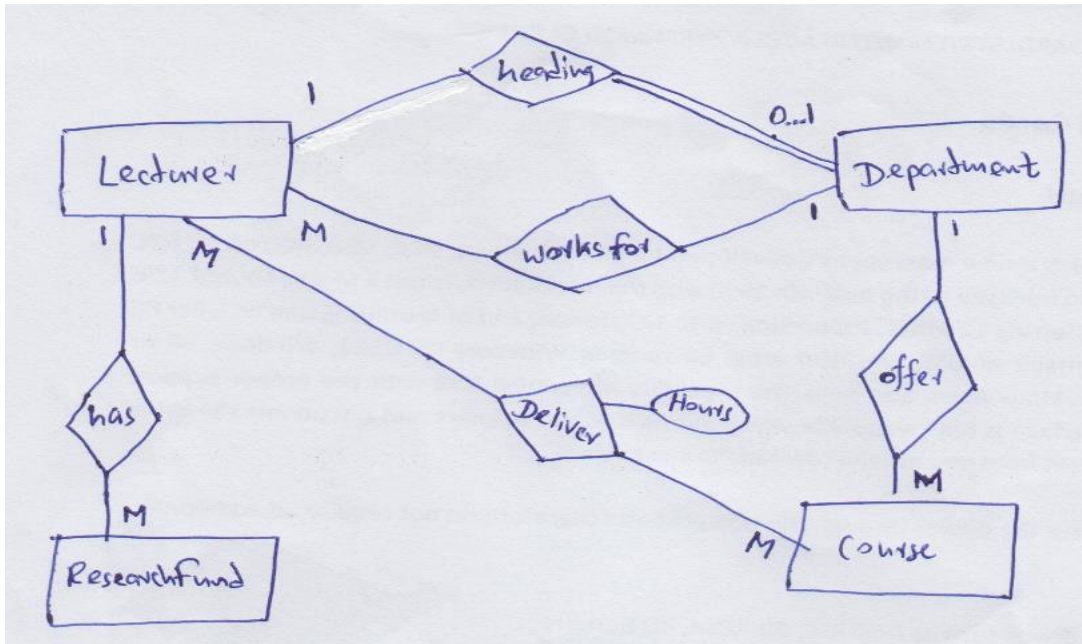 heading
1
0...1
Lecturer
Department
M
works for
1
1
M
1
has
Deliver
Hours
offer
M
M
M
ResearchFund
Course